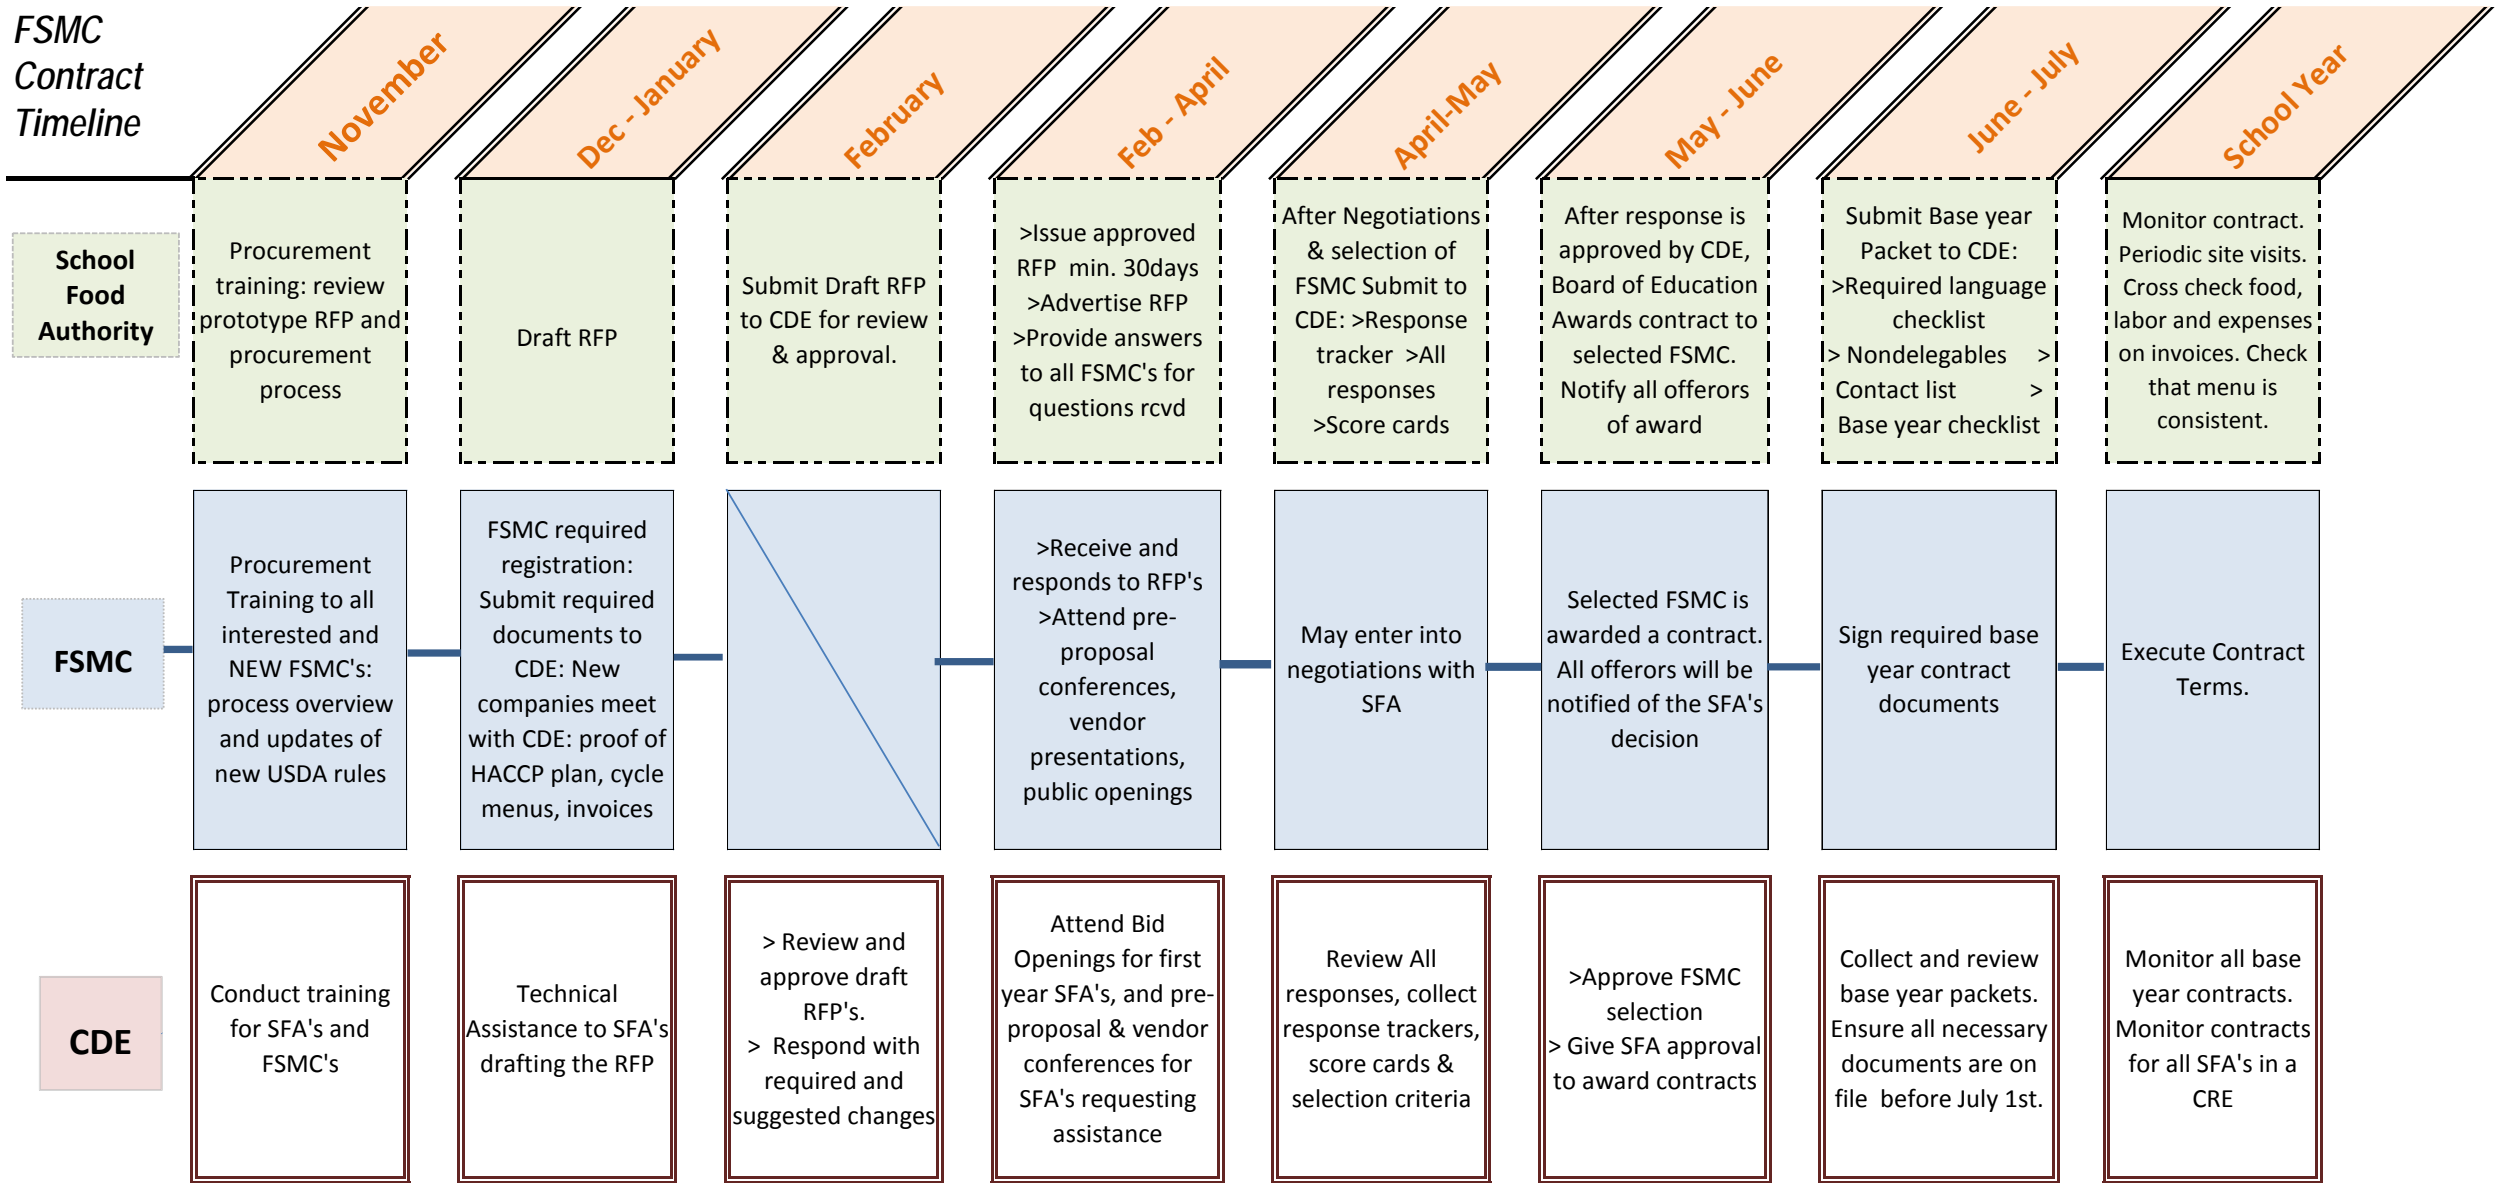 FSMC
Contract
Timeline
November
Dec - January
February
Feb - April
April-May
May - June
June - July
School Year
School
Food
Authority
Procurement
training: review
prototype RFP and
procurement
process
Draft RFP
Submit Draft RFP
to CDE for review
& approval.
>Issue approved
RFP  min. 30days
>Advertise RFP
>Provide answers
to all FSMC's for
questions rcvd
After Negotiations
& selection of
FSMC Submit to
CDE: >Response
tracker  >All
responses
>Score cards
After response is
approved by CDE,
Board of Education
Awards contract to
selected FSMC.
Notify all offerors
of award
Submit Base year
Packet to CDE:
>Required language
checklist
> Nondelegables     >
Contact list          >
Base year checklist
Monitor contract.
Periodic site visits.
Cross check food,
labor and expenses
on invoices. Check
that menu is
consistent.
FSMC
Procurement
Training to all
interested and
NEW FSMC's:
process overview
and updates of
new USDA rules
FSMC required
registration:
Submit required
documents to
CDE: New
companies meet
with CDE: proof of
HACCP plan, cycle
menus, invoices
>Receive and
responds to RFP's
>Attend pre-
proposal
conferences,
vendor
presentations,
public openings
May enter into
negotiations with
SFA
Selected FSMC is
awarded a contract.
All offerors will be
notified of the SFA's
decision
Sign required base
year contract
documents
Execute Contract
Terms.
CDE
Conduct training
for SFA's and
FSMC's
Technical
Assistance to SFA's
drafting the RFP
> Review and
approve draft
RFP's.
>  Respond with
required and
suggested changes
Attend Bid
Openings for first
year SFA's, and pre-
proposal & vendor
conferences for
SFA's requesting
assistance
Review All
responses, collect
response trackers,
score cards &
selection criteria
>Approve FSMC
selection
> Give SFA approval
to award contracts
Collect and review
base year packets.
Ensure all necessary
documents are on
file  before July 1st.
Monitor all base
year contracts.
Monitor contracts
for all SFA's in a
CRE